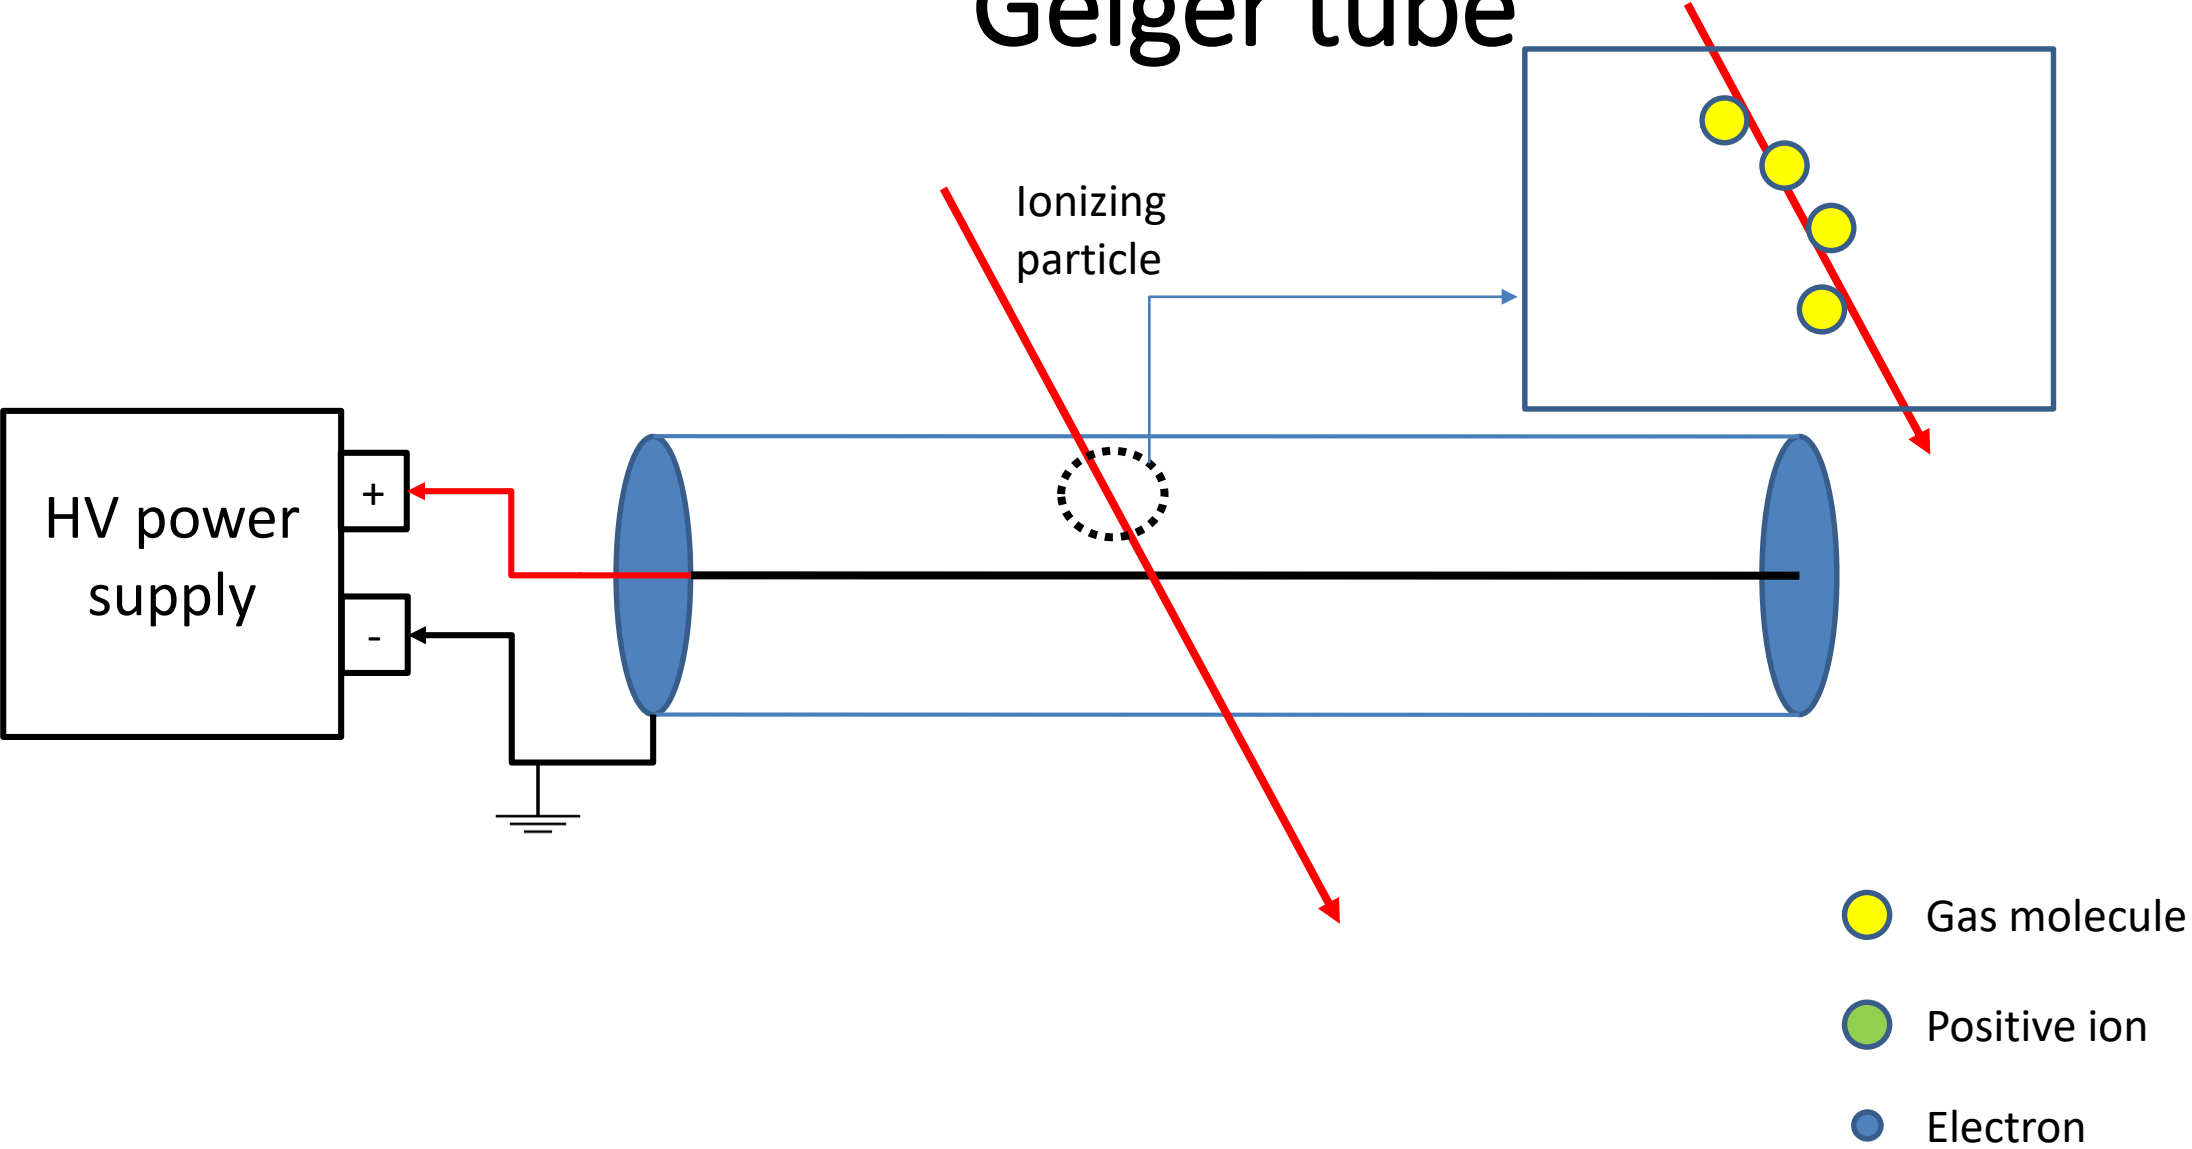 Geiger tube
Ionizing
particle
HV power
supply
+
-
Gas molecule
Positive ion
Electron